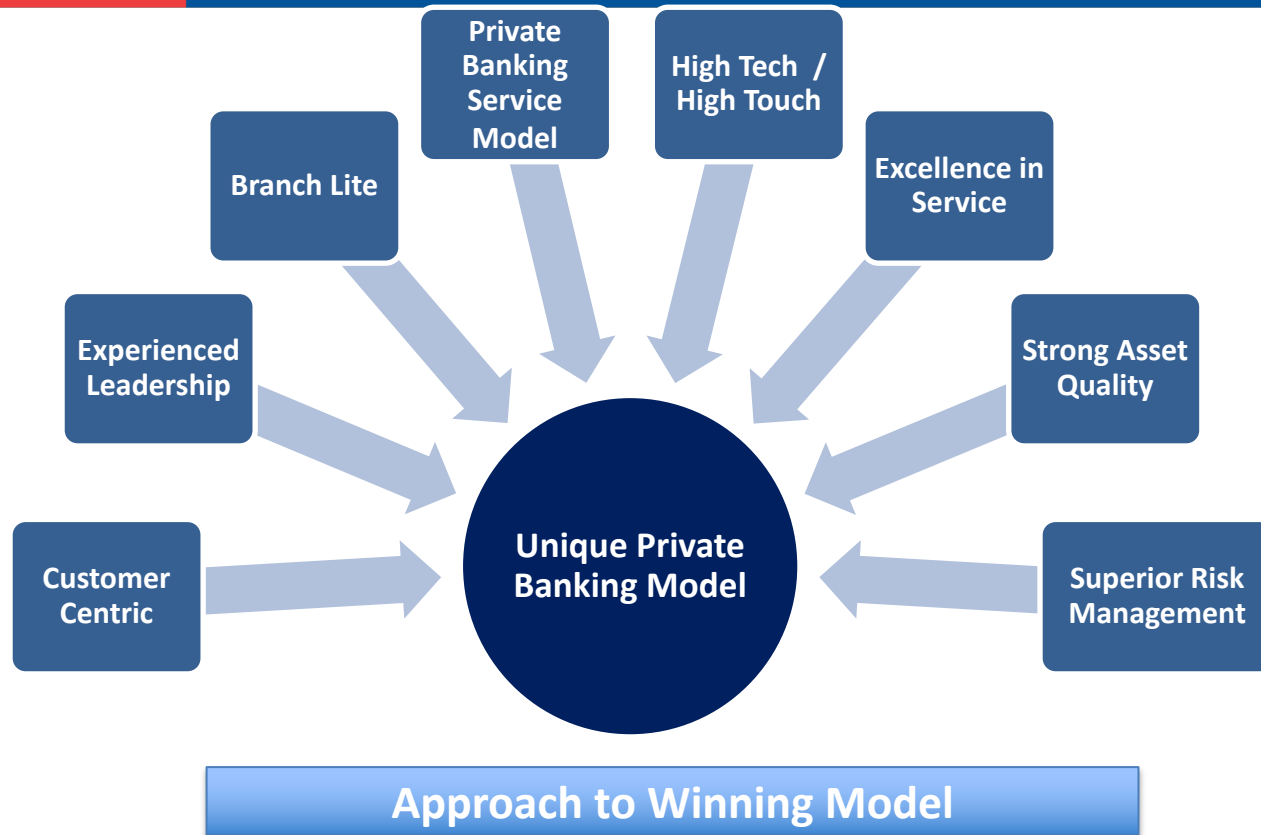 Private
Banking
Service
Model
High Tech /
High Touch
Branch Lite
Excellence in
Service
Experienced
Leadership
Strong Asset
Quality
Customer
Centric
Unique Private
Banking Model
Superior Risk
Management
Approach to Winning Model